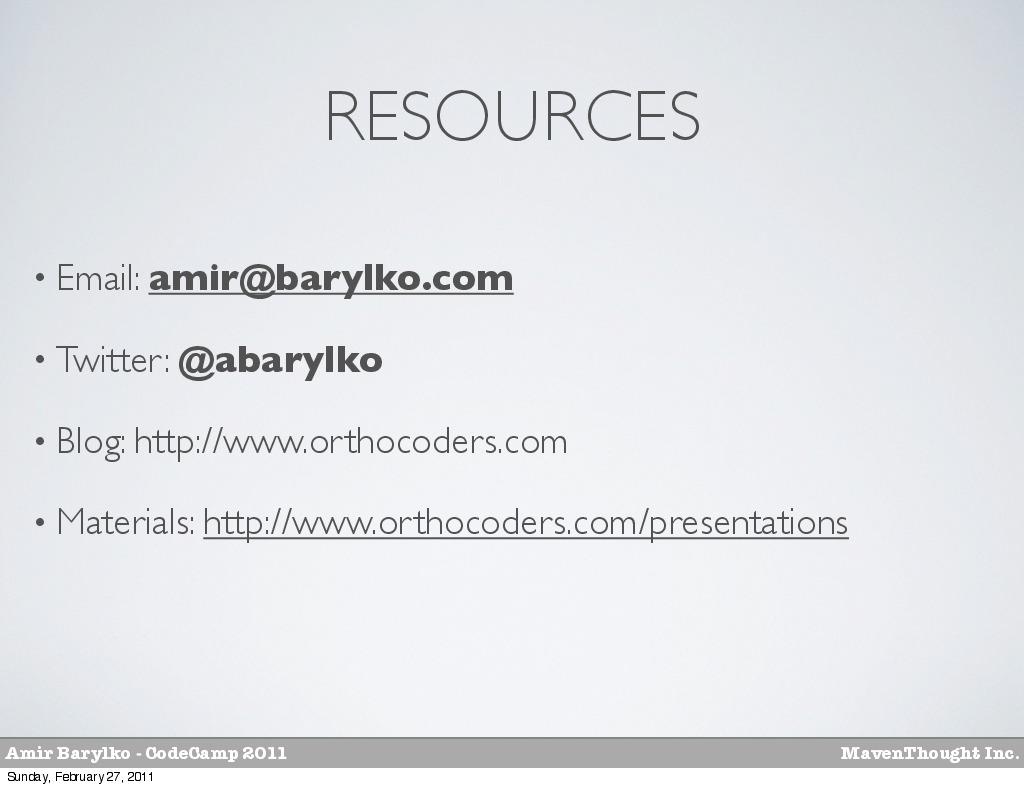 RESOURCES
• Email: amir@barylko.com
• Twitter: @abarylko
• Blog: http://www.orthocoders.com
• Materials: http://www.orthocoders.com/presentations
Amir Barylko - CodeCamp 2011
MavenThought Inc.
Sunday, February 27, 2011